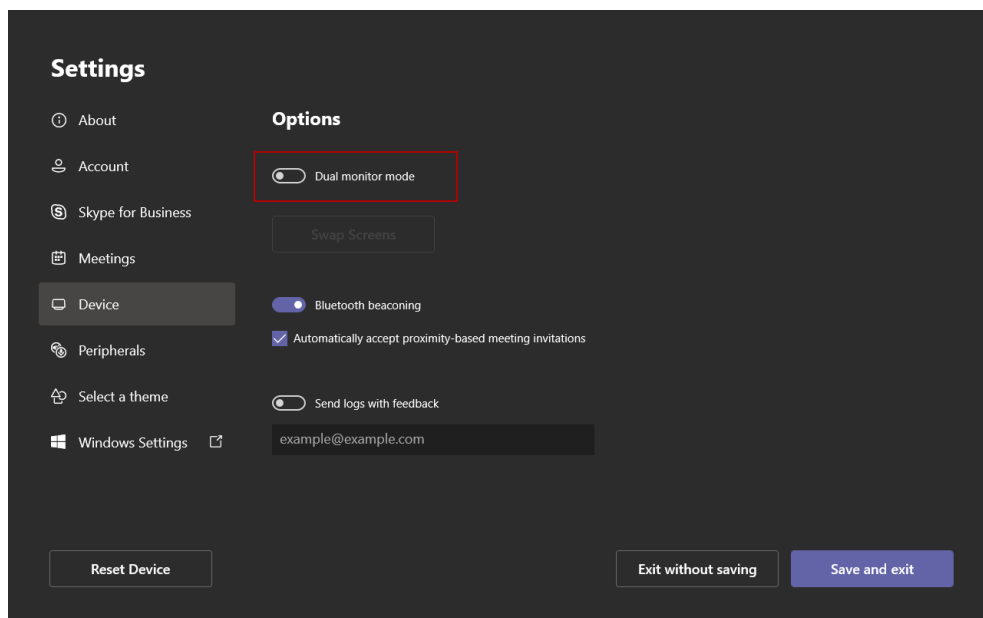 Settings
About
Account
Skype for Business
Meetings
Device
Peripherals
Select a theme
Windows Settings
Options
Dual monitor mode
Swap Screens
Bluetooth beaconing
Automatically accept proximity-based meeting invitations
Send logs with feedback
example@example.com
Reset Device
Exit without saving
Save and exit